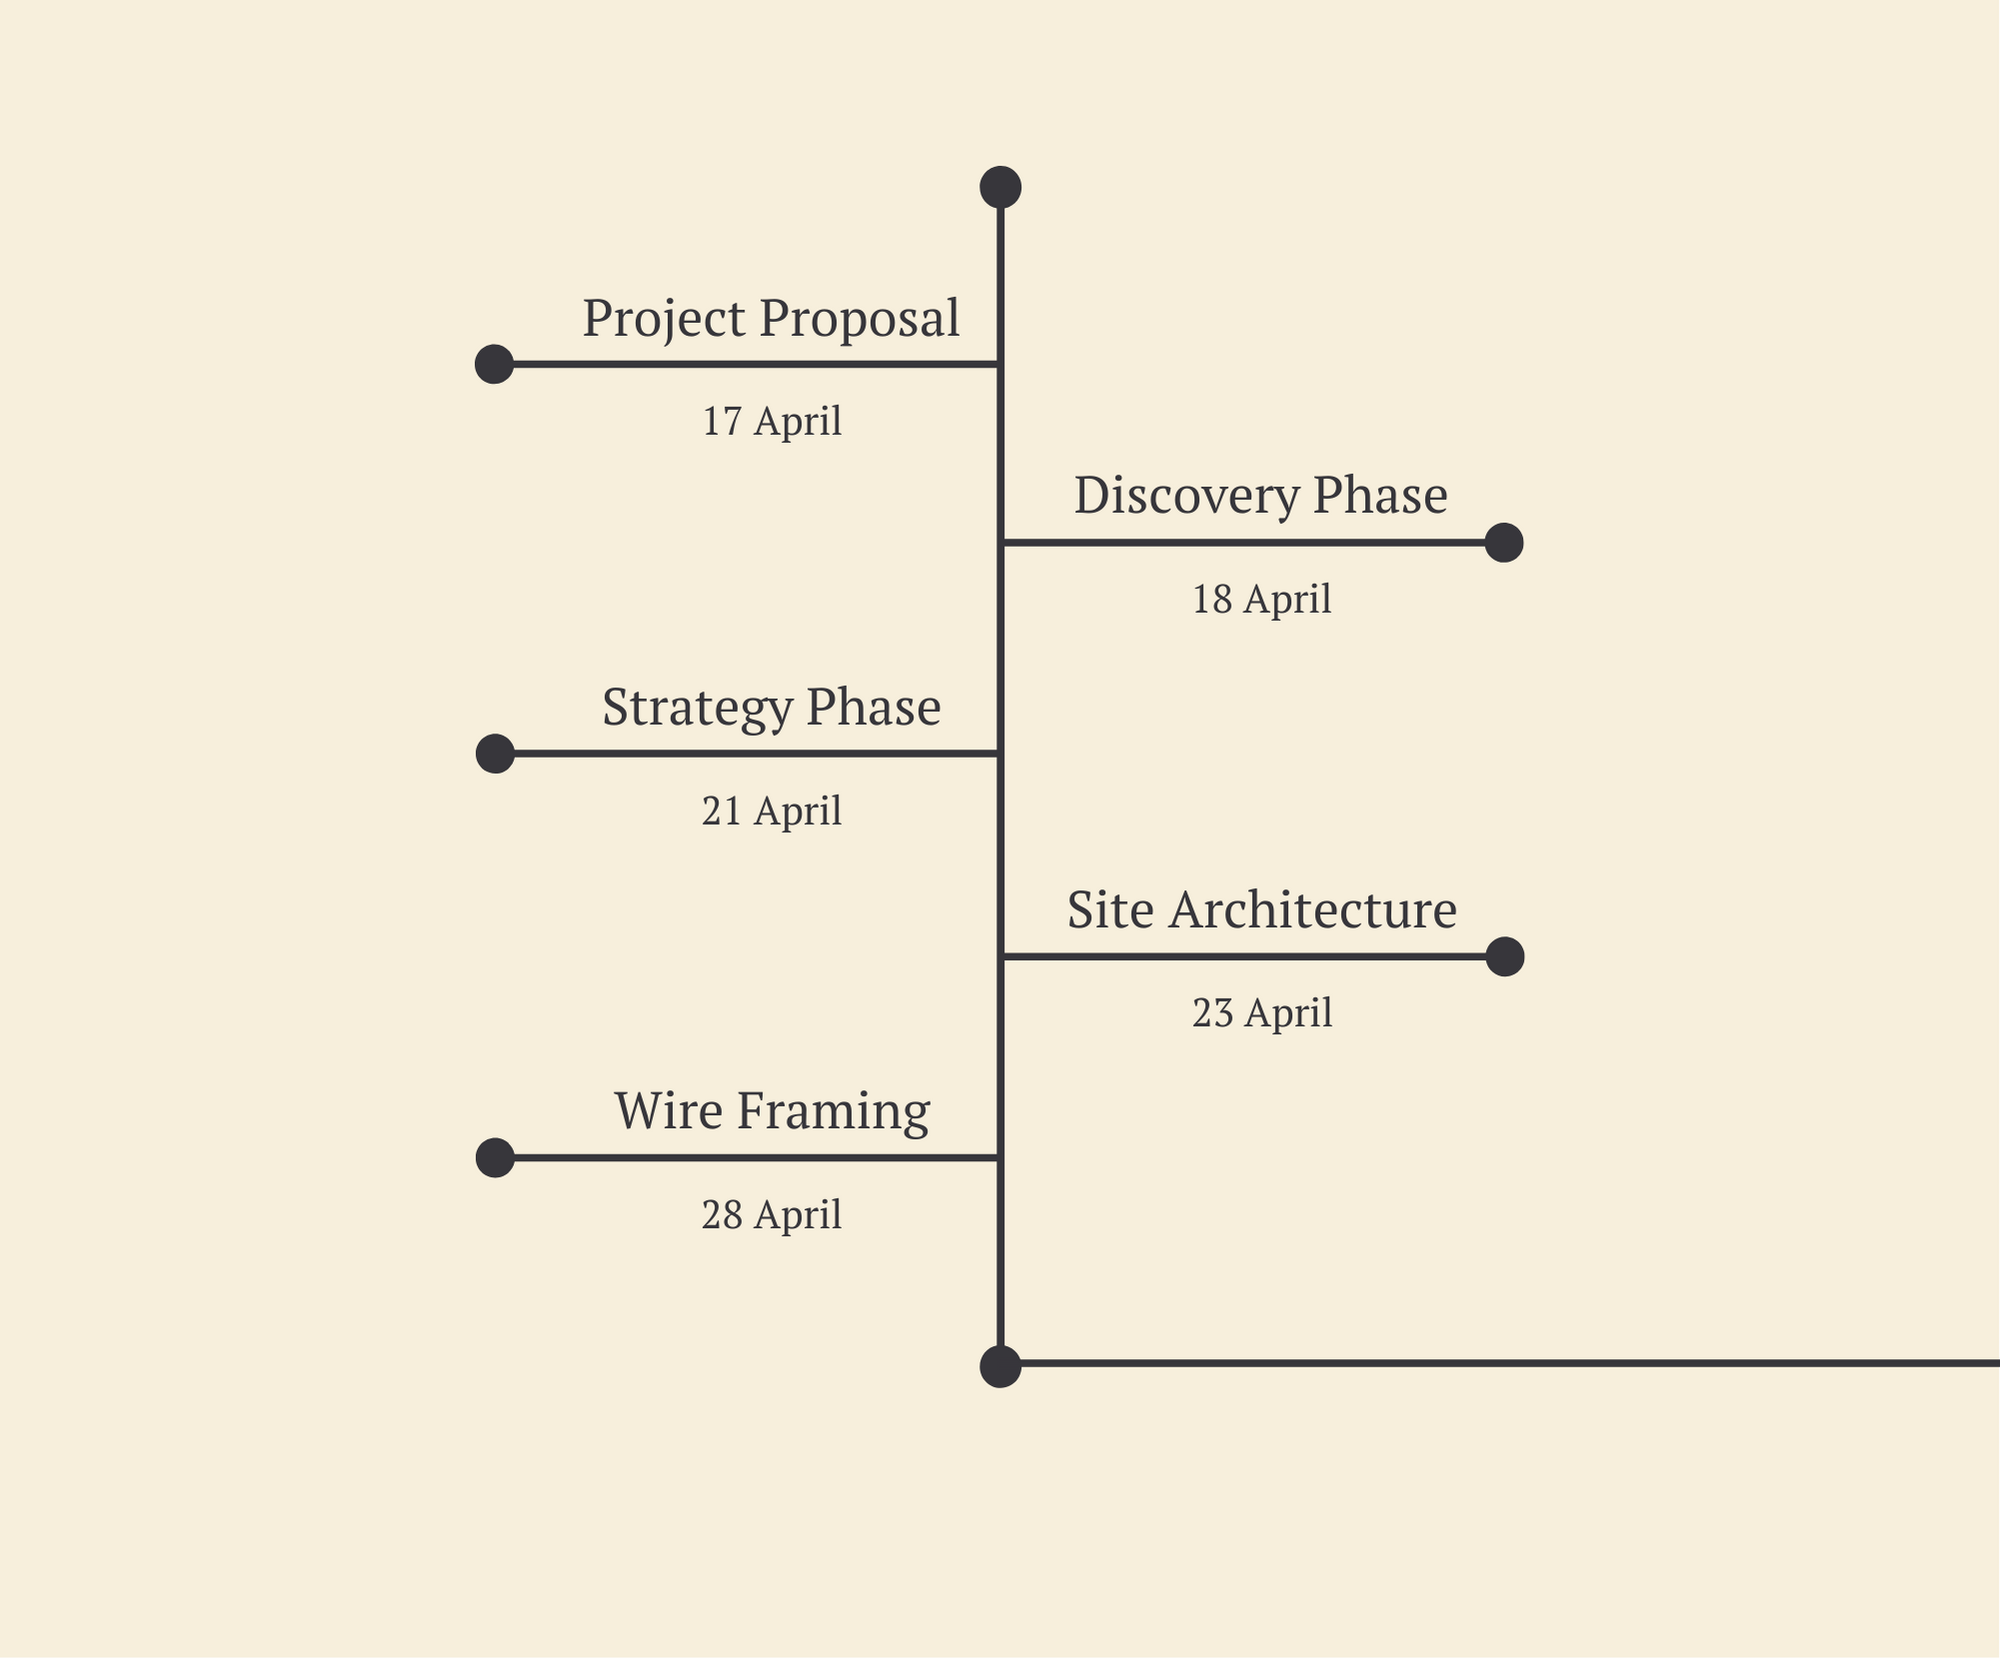 Project Proposal
17 April
Discovery Phase
18 April
Strategy Phase
21 April
Site Architecture
23 April
Wire Framing
28 April